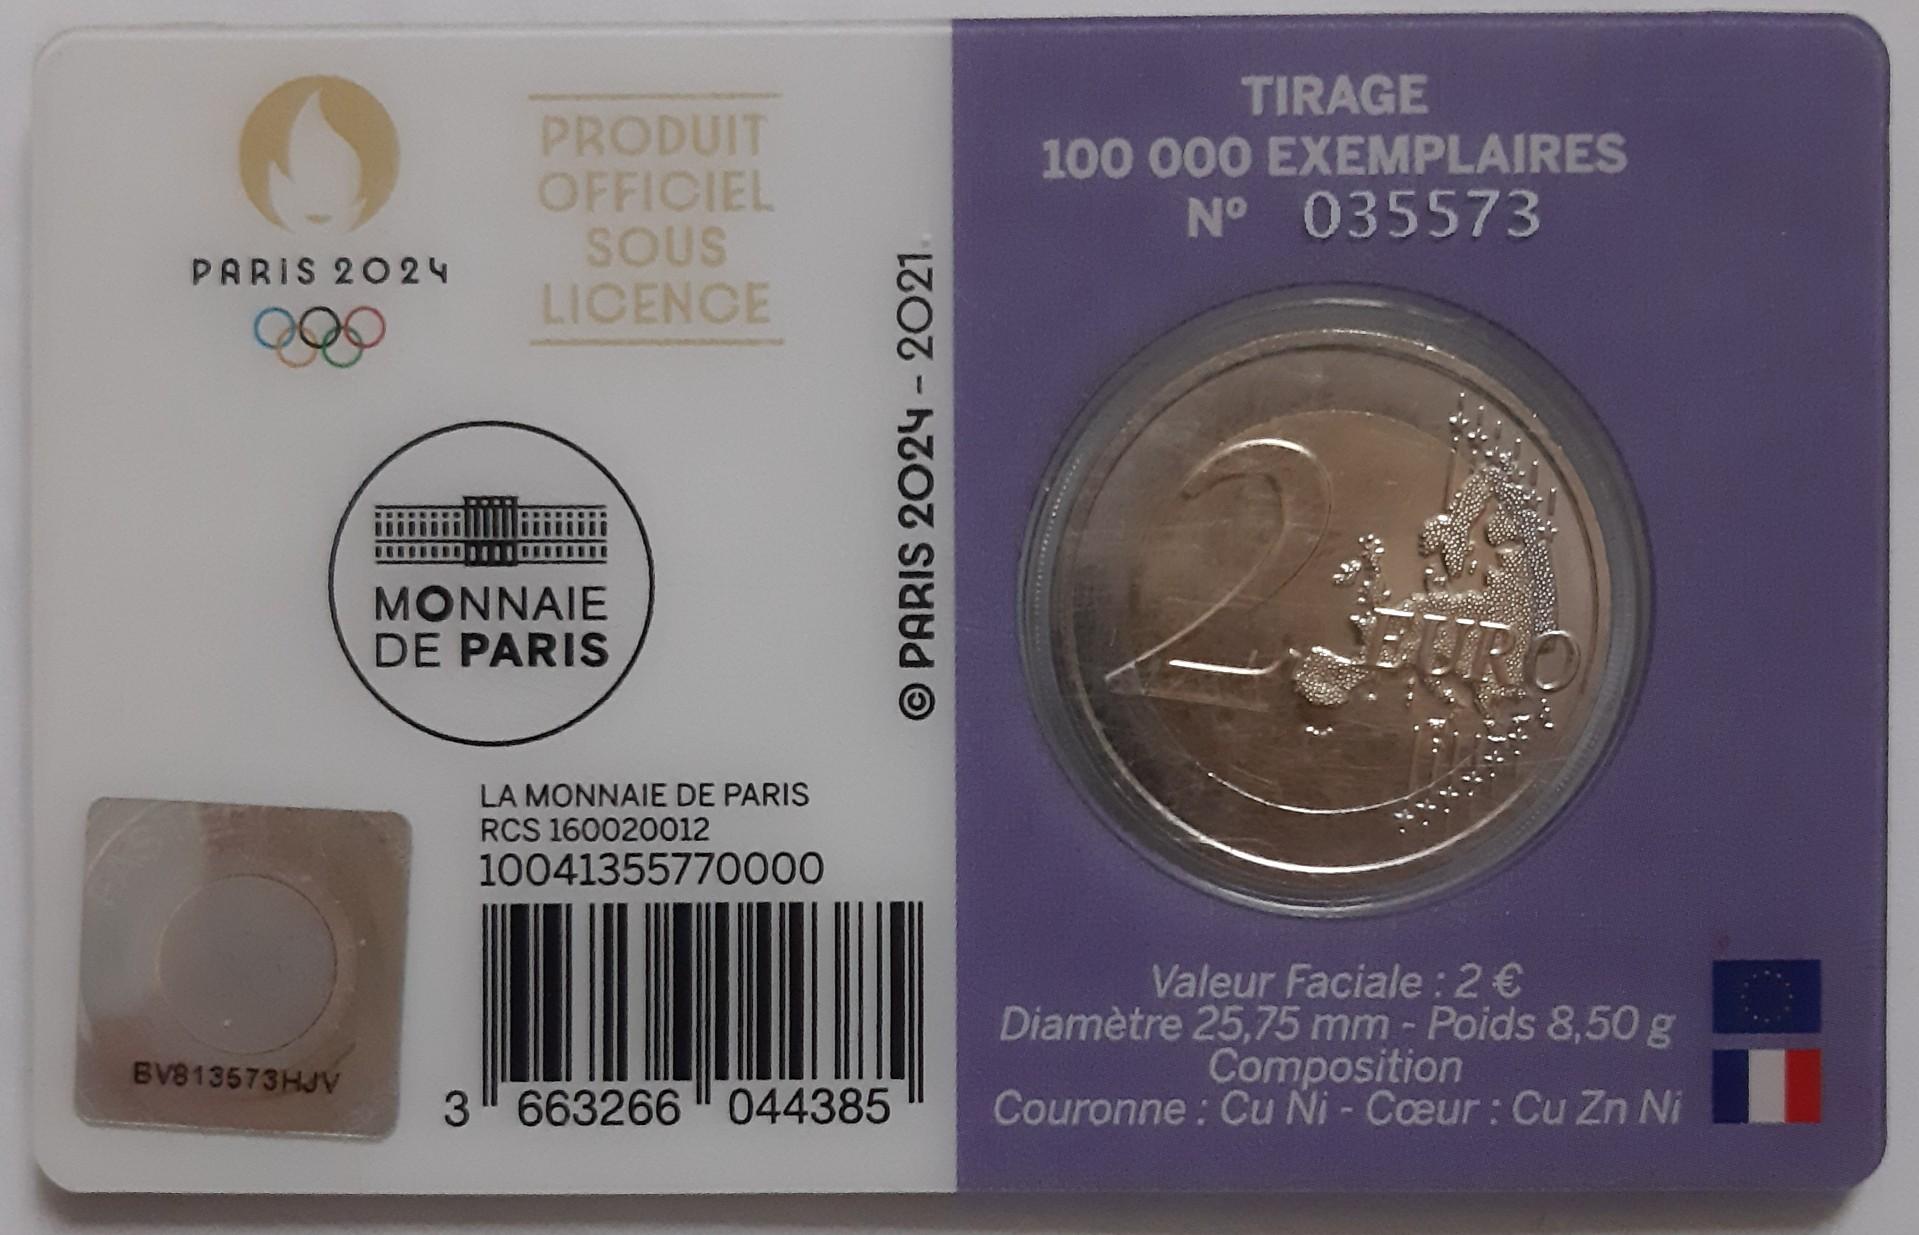 PARIS 2024
PRODUIT
OFFICIEL
SOUS
LICENCE
© PARIS 2024 - 2021.
MONNAIE
DE PARIS
LA MONNAIE DE PARIS
RCS 160020012
10041355770000
3 663266 044385
BV813573HJV
TIRAGE
100 000 EXEMPLAIRES
Nº 035573
2 EURO
Valeur Faciale : 2 €
Diamètre 25,75 mm - Poids 8,50 g
Composition
Couronne : Cu Ni - Cœur : Cu Zn Ni